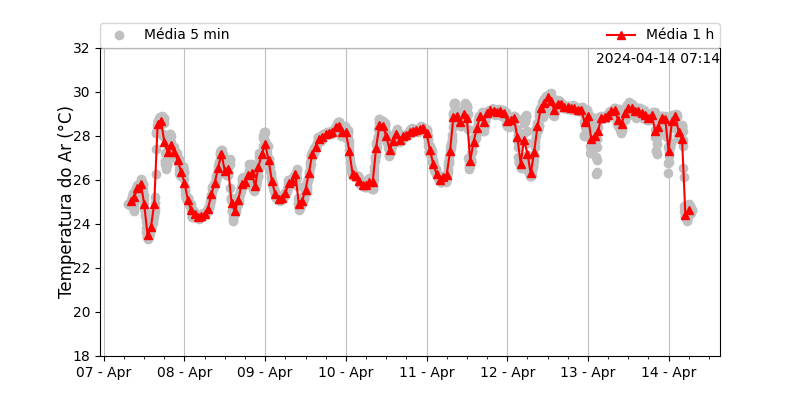 Média 5 min
Média 1 h
2024-04-14 07:14
Temperatura do Ar (°C)
32
30
28
26
24
22
20
18
07 - Apr
08 - Apr
09 - Apr
10 - Apr
11 - Apr
12 - Apr
13 - Apr
14 - Apr